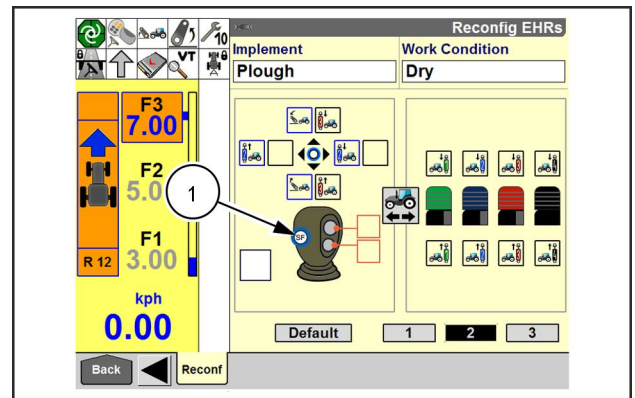 10
VT
Reconfig EHRs
Implement
Work Condition
Plough
Dry
F3
7.00
F2
5.0
F1
3.00
R 12
kph
0.00
1
SF
Default
1
2
3
Back
Reconf